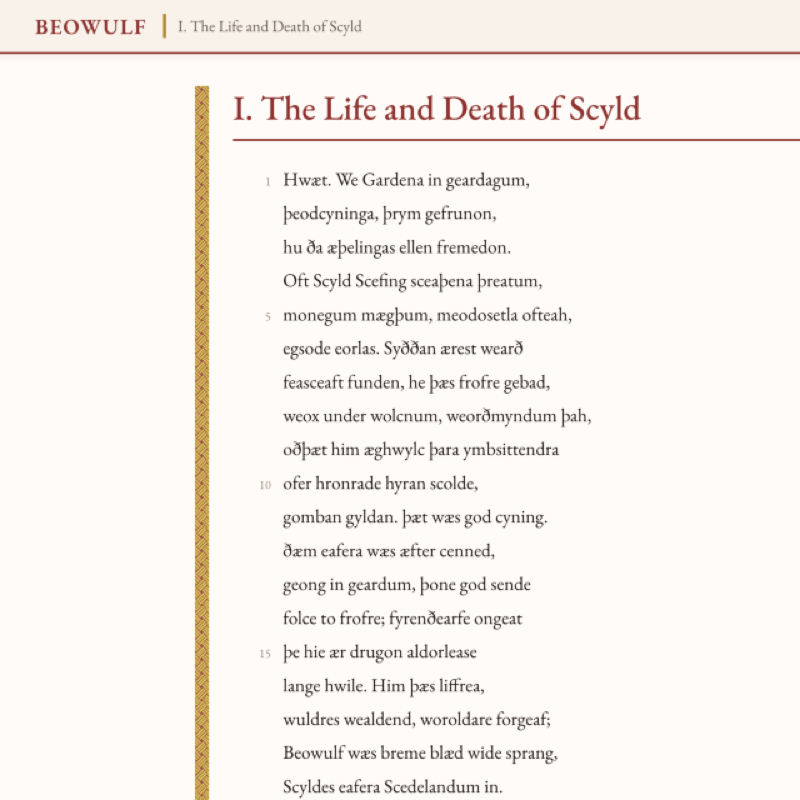 BEOWULF I. The Life and Death of Scyld
I. The Life and Death of Scyld
1 Hwæt. We Gardena in geardagum,
þeodcyninga, þrym gefrunon,
hu ða æþelingas ellen fremedon.
Oft Scyld Scefing sceaþena þreatum,
5 monegum mægþum, meodosetla ofteah,
egsode eorlas. Syððan ærest wearð
feasceaft funden, he þæs frofre gebad,
weox under wolcnum, weorðmyndum þah,
oðþæt him æghwylc þara ymbsittendra
10 ofer hronrade hyran scolde,
gomban gyldan. þæt wæs god cyning.
ðæm eafera wæs æfter cenned,
geong in geardum, þone god sende
folce to frofre; fyrenðearfe ongeat
15 þe hie ær drugon aldorlease
lange hwile. Him þæs liffrea,
wuldres wealdend, woroldare forgeaf;
Beowulf wæs breme blæd wide sprang,
Scyldes eafera Scedelandum in.